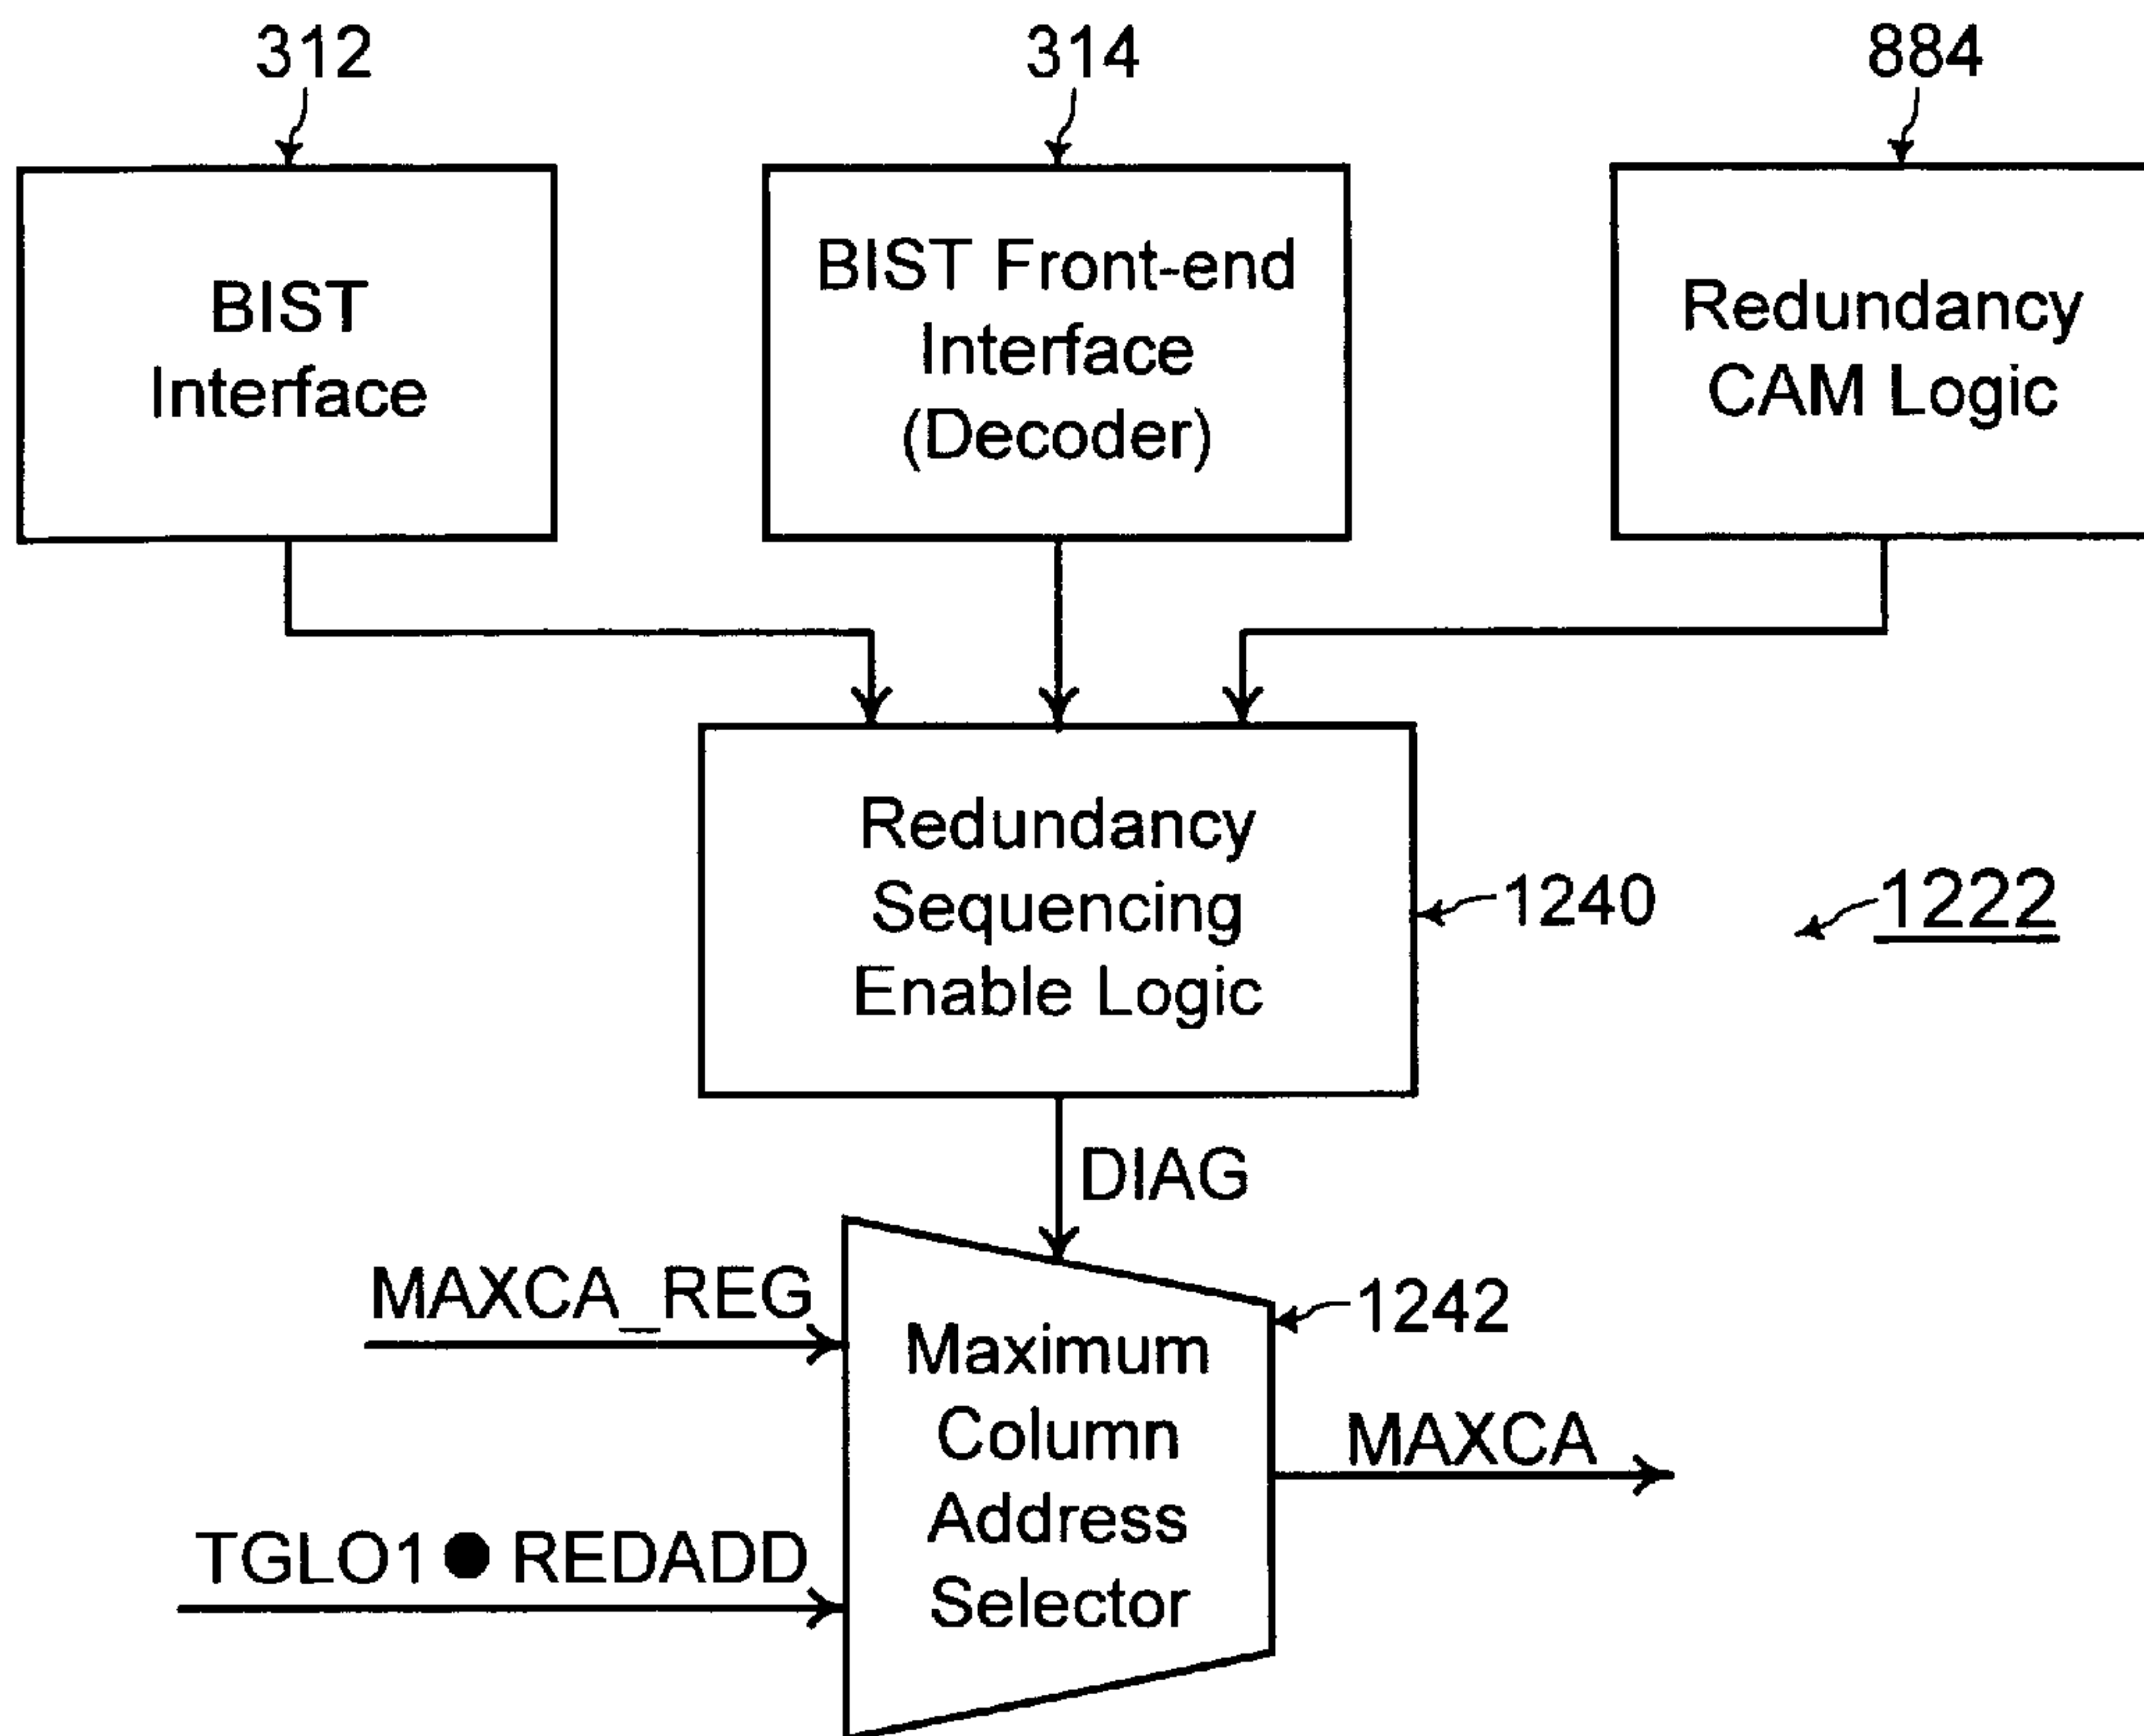 312
314
884
BIST
Interface
BIST Front-end
Interface
(Decoder)
Redundancy
CAM Logic
Redundancy
Sequencing
Enable Logic
1240
1222
DIAG
MAXCA_REG
1242
Maximum
Column
Address
Selector
MAXCA
TGLO1 ● REDADD